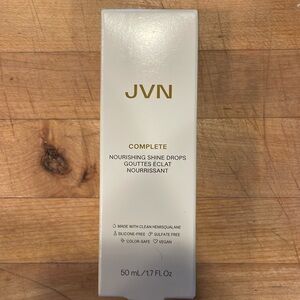 JVN
COMPLETE
NOURISHING SHINE DROPS
GOUTTES ÉCLAT
NOURRISSANT
MADE WITH CLEAN HEMISQUALANE
SILICONE-FREE SULFATE FREE
COLOR-SAFE VEGAN
50 mL/1.7 FL Oz